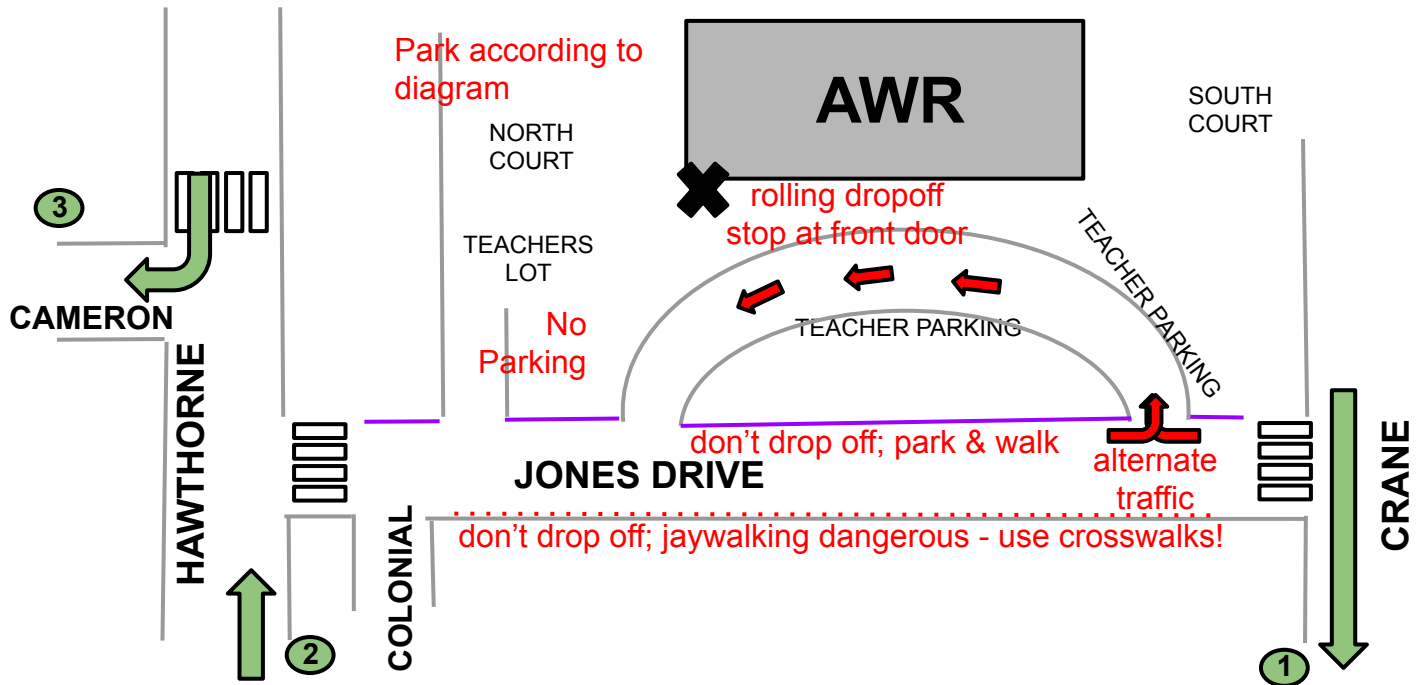 Park according to
diagram
AWR
NORTH
COURT
SOUTH
COURT
3
rolling dropoff
stop at front door
TEACHERS
LOT
TEACHER PARKING
CAMERON
No
Parking
TEACHER PARKING
HAWTHORNE
don’t drop off; park & walk
alternate
traffic
JONES DRIVE
CRANE
don’t drop off; jaywalking dangerous - use crosswalks!
COLONIAL
2
1